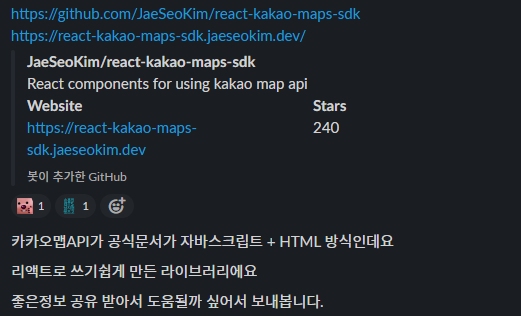 https://github.com/JaeSeoKim/react-kakao-maps-sdk
https://react-kakao-maps-sdk.jaeseokim.dev/
JaeSeoKim/react-kakao-maps-sdk
React components for using kakao map api
Website Stars
https://react-kakao-maps- 240
sdk.jaeseokim.dev
봇이 추가한 GitHub
1 1
카카오맵API가 공식문서가 자바스크립트 + HTML 방식인데요
리액트로 쓰기쉽게 만든 라이브러리에요
좋은정보 공유 받아서 도움될까 싶어서 보내봅니다.